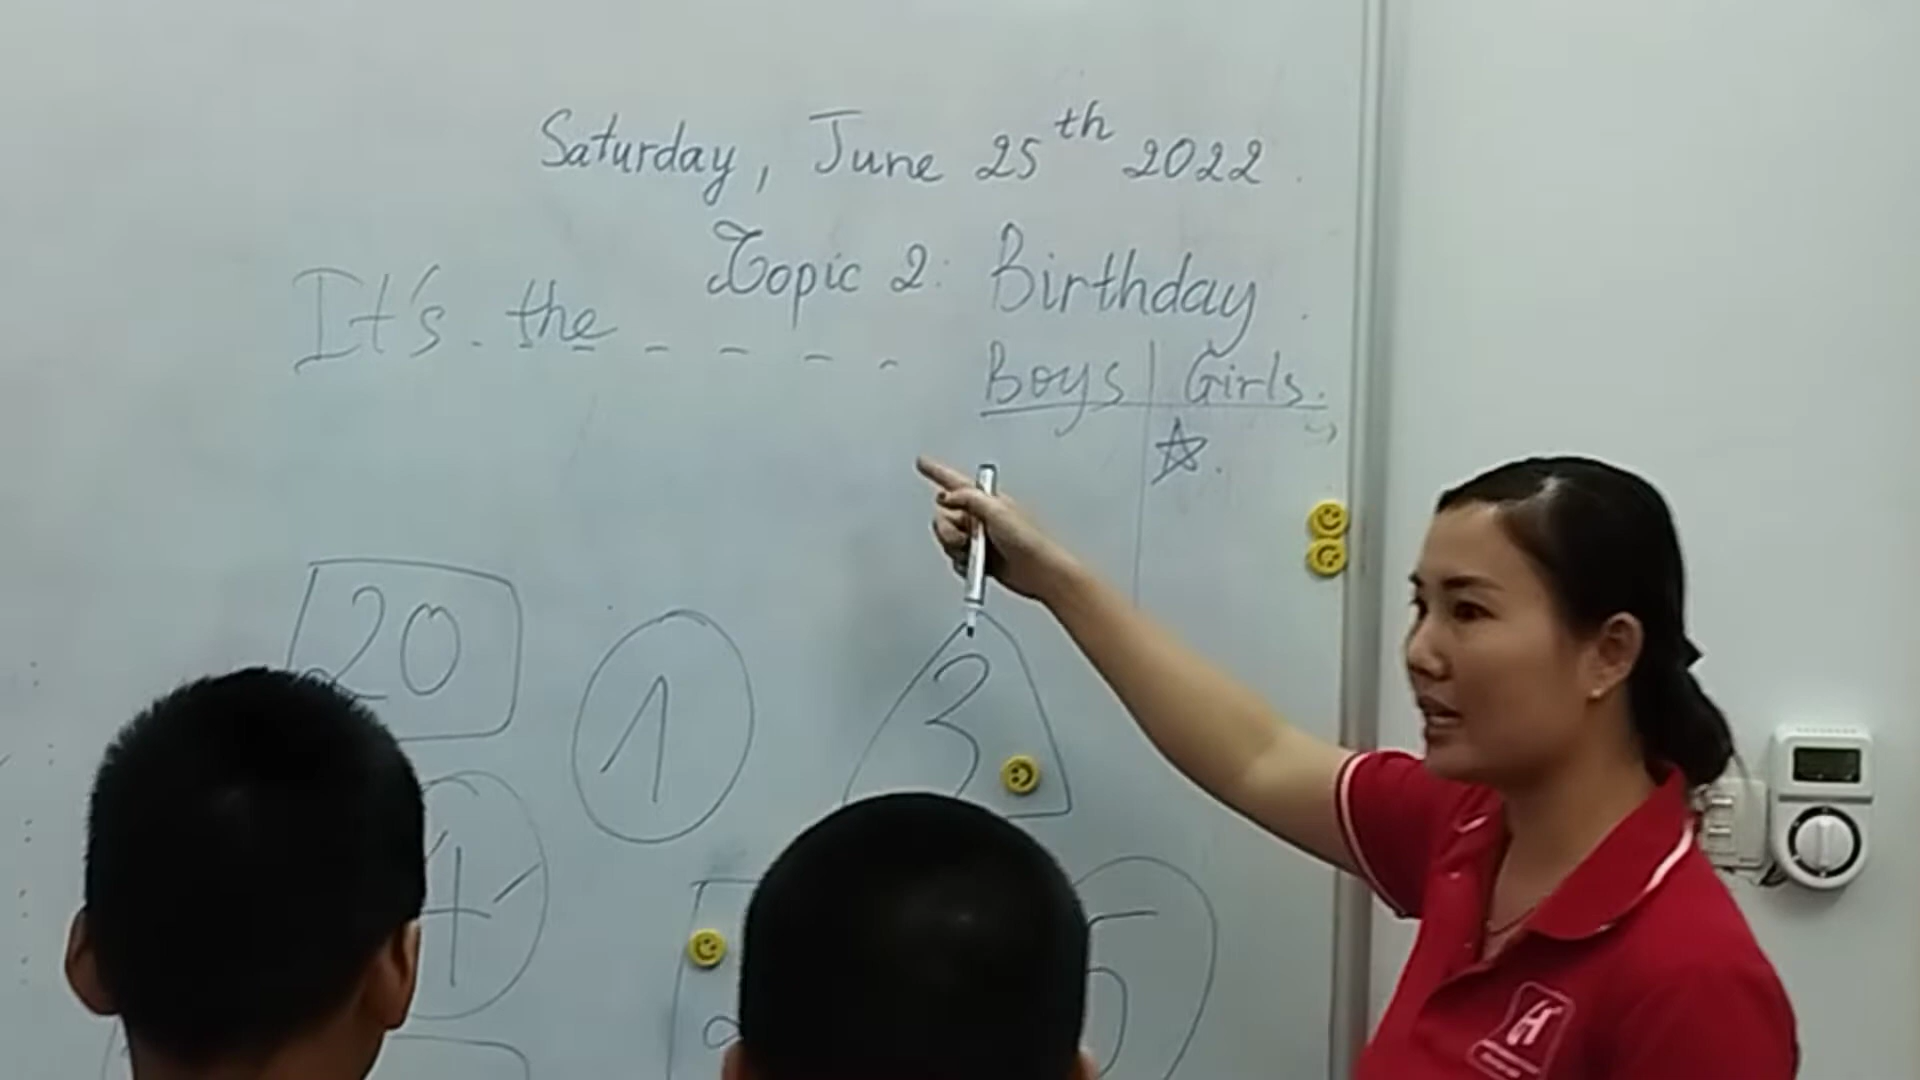 Saturday, June 25th 2022.
Topic 2: Birthday.
It's the - - - -
Boys | Girls.
20
1
3
4
5